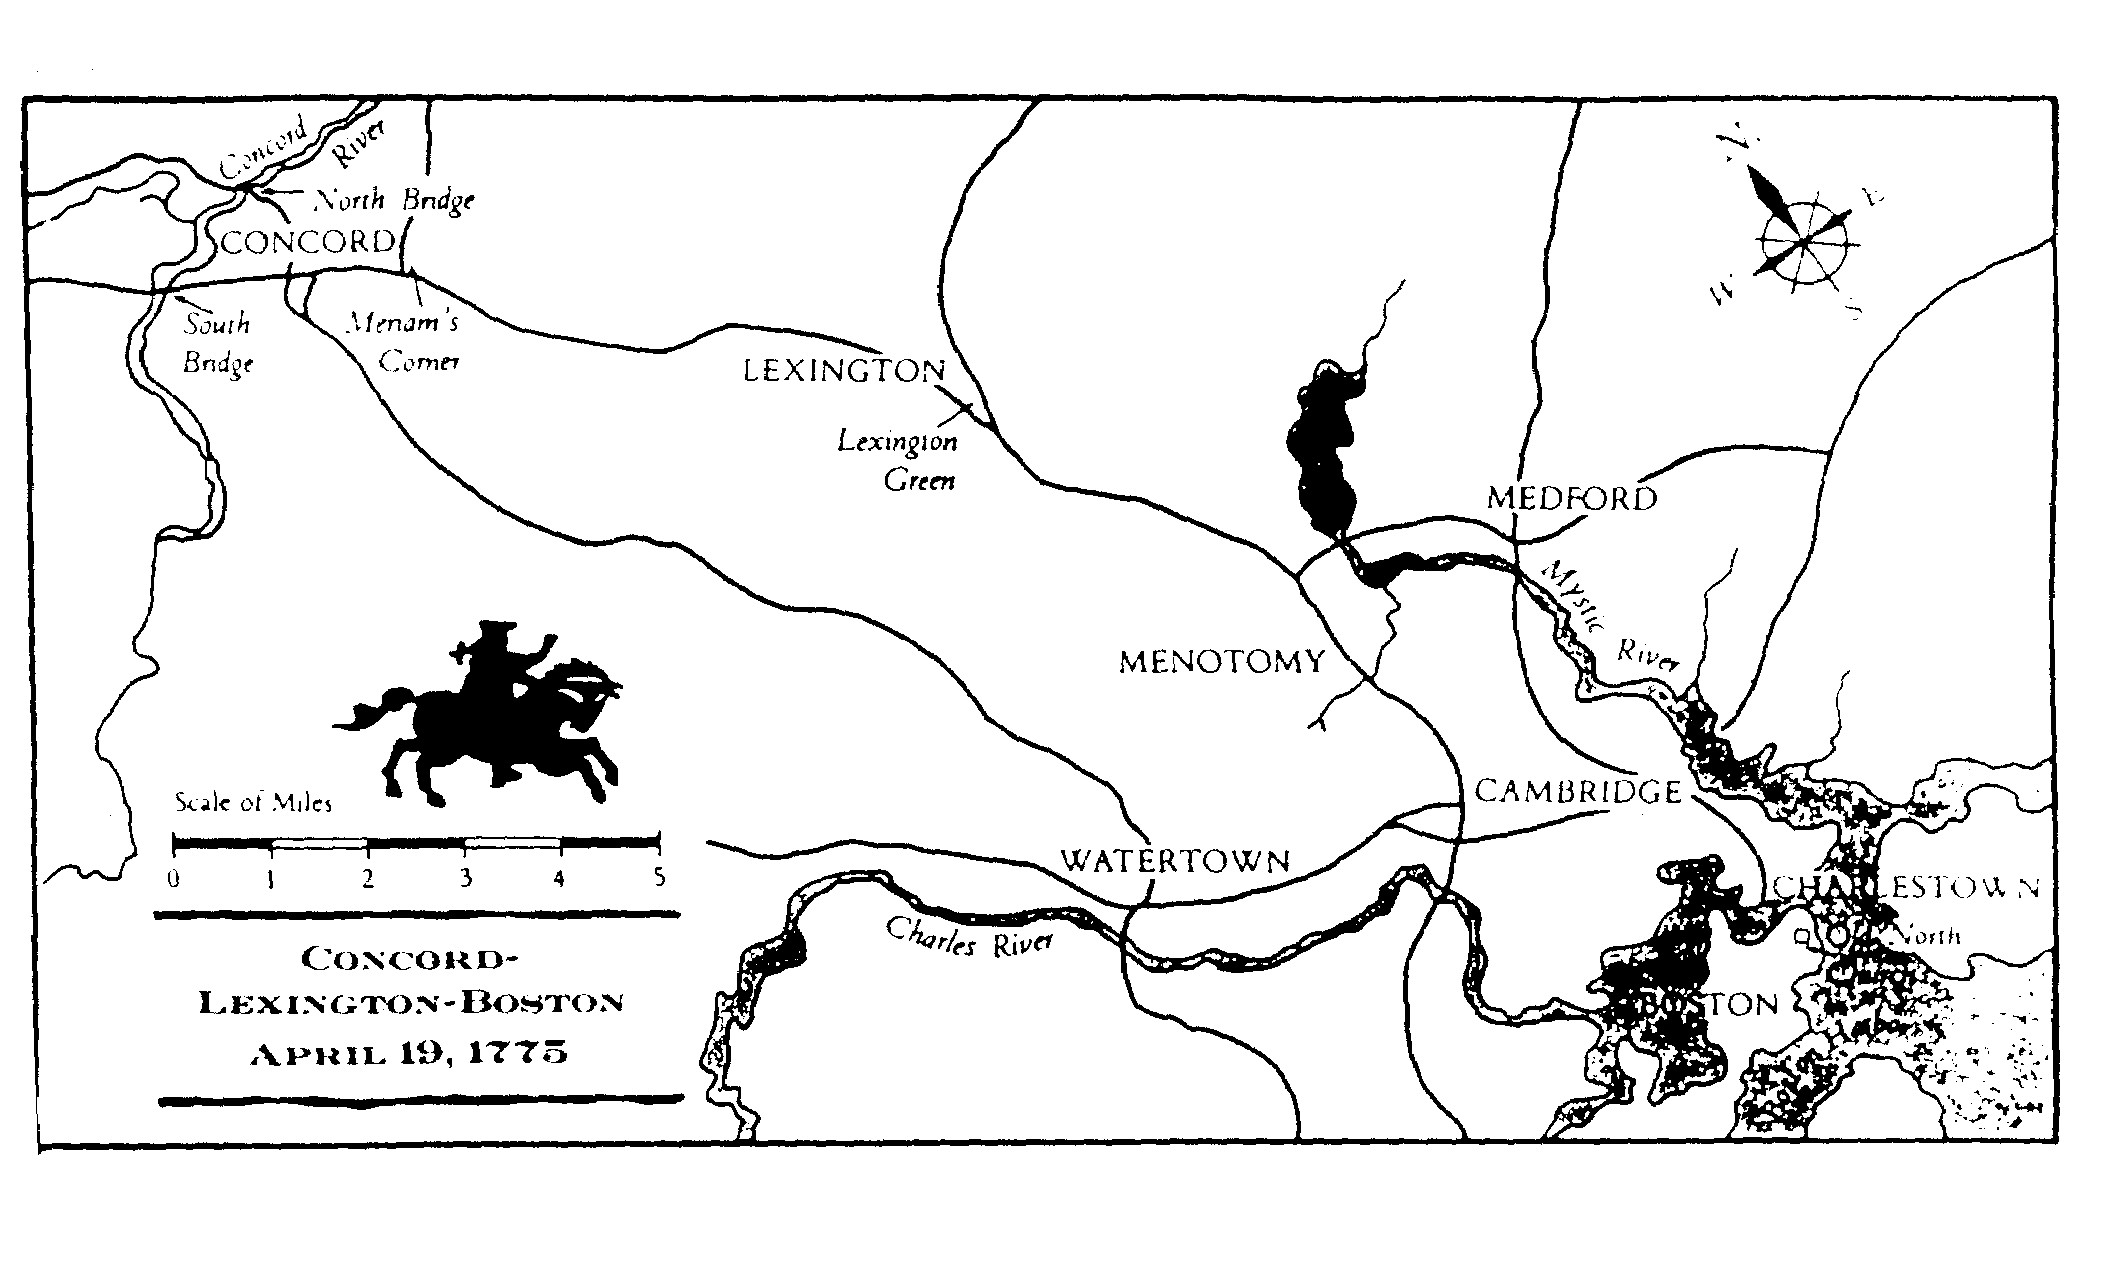 Concord
River
N
E
W
S
North Bridge
CONCORD
South
Bridge
Meriam's
Corner
LEXINGTON
Lexington
Green
MEDFORD
Mystic River
MENOTOMY
CAMBRIDGE
WATERTOWN
Charles River
CHARLESTOWN
North
BOSTON
Scale of Miles
0 1 2 3 4 5
CONCORD-
LEXINGTON-BOSTON
APRIL 19, 1775